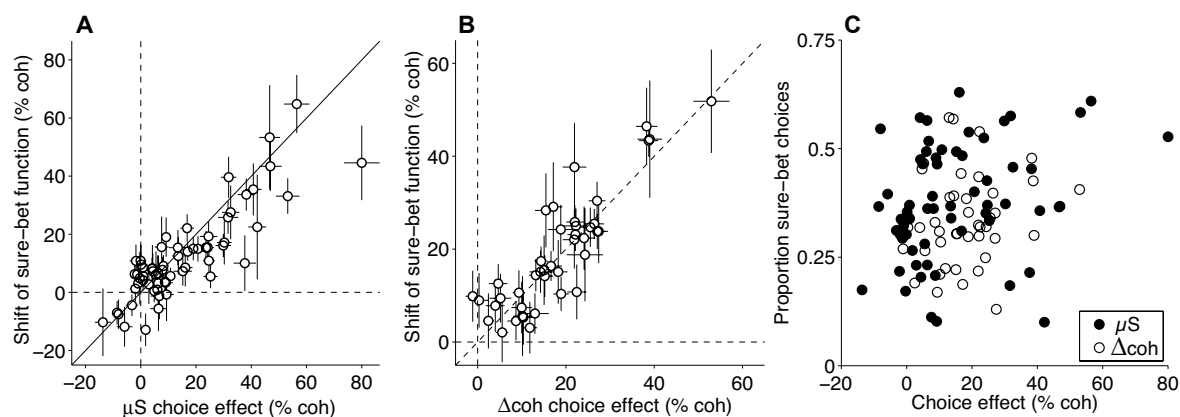 A
Shift of sure−bet function (% coh)
80
60
40
20
0
−20
−20 0 20 40 60 80
μS choice effect (% coh)
B
Shift of sure−bet function (% coh)
60
40
20
0
0 20 40 60
Δcoh choice effect (% coh)
C
Proportion sure−bet choices
0.75
0.5
0.25
0
−20 0 20 40 60 80
Choice effect (% coh)
μS
Δcoh